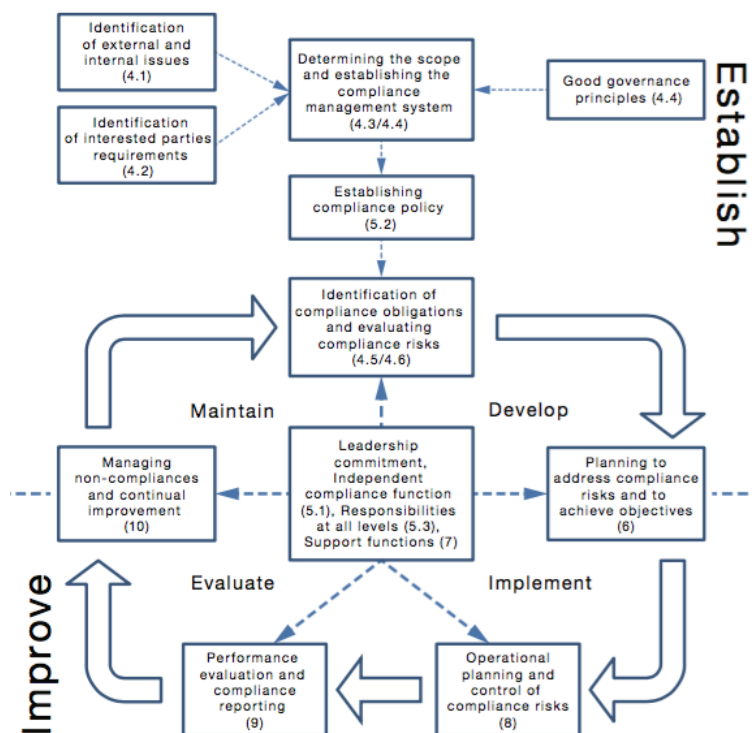 Identification
of external and
internal issues
(4.1)
Determining the scope
and establishing the
compliance
management system
(4.3/4.4)
Good governance
principles (4.4)
Establish
Identification
of interested parties
requirements
(4.2)
Establishing
compliance policy
(5.2)
Identification of
compliance obligations
and evaluating
compliance risks
(4.5/4.6)
Maintain
Develop
Managing
non-compliances
and continual
improvement
(10)
Leadership
commitment,
Independent
compliance function
(5.1), Responsibilities
at all levels (5.3),
Support functions (7)
Planning to
address compliance
risks and to
achieve objectives
(6)
Improve
Evaluate
Implement
Performance
evaluation and
compliance
reporting
(9)
Operational
planning and
control of
compliance risks
(8)